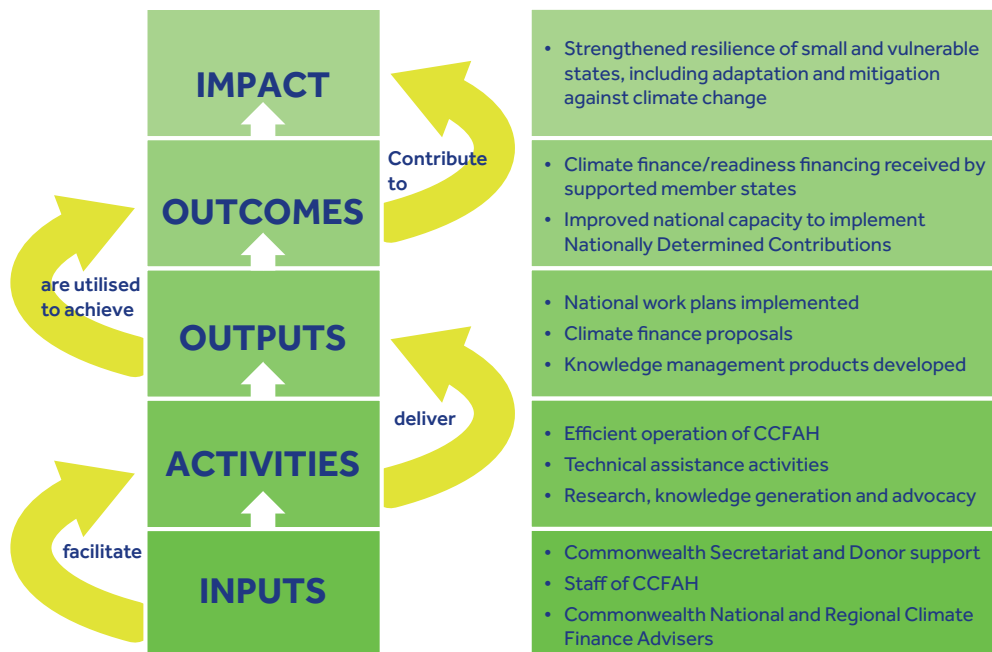 IMPACT
• Strengthened resilience of small and vulnerable
states, including adaptation and mitigation
against climate change
Contribute
to
OUTCOMES
• Climate finance/readiness financing received by
supported member states
• Improved national capacity to implement
Nationally Determined Contributions
are utilised
to achieve
OUTPUTS
• National work plans implemented
• Climate finance proposals
• Knowledge management products developed
deliver
ACTIVITIES
• Efficient operation of CCFAH
• Technical assistance activities
• Research, knowledge generation and advocacy
facilitate
INPUTS
• Commonwealth Secretariat and Donor support
• Staff of CCFAH
• Commonwealth National and Regional Climate
Finance Advisers